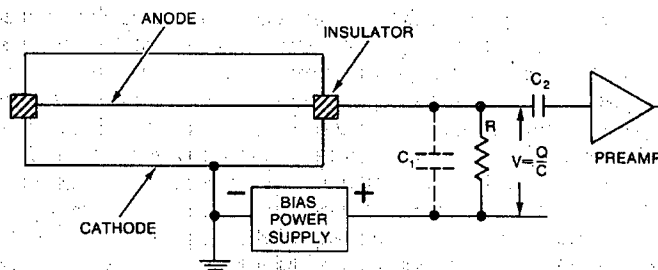 ANODE
INSULATOR
C2
R
C1
V=Q/C
PREAMP
−
+
BIAS
POWER
SUPPLY
CATHODE